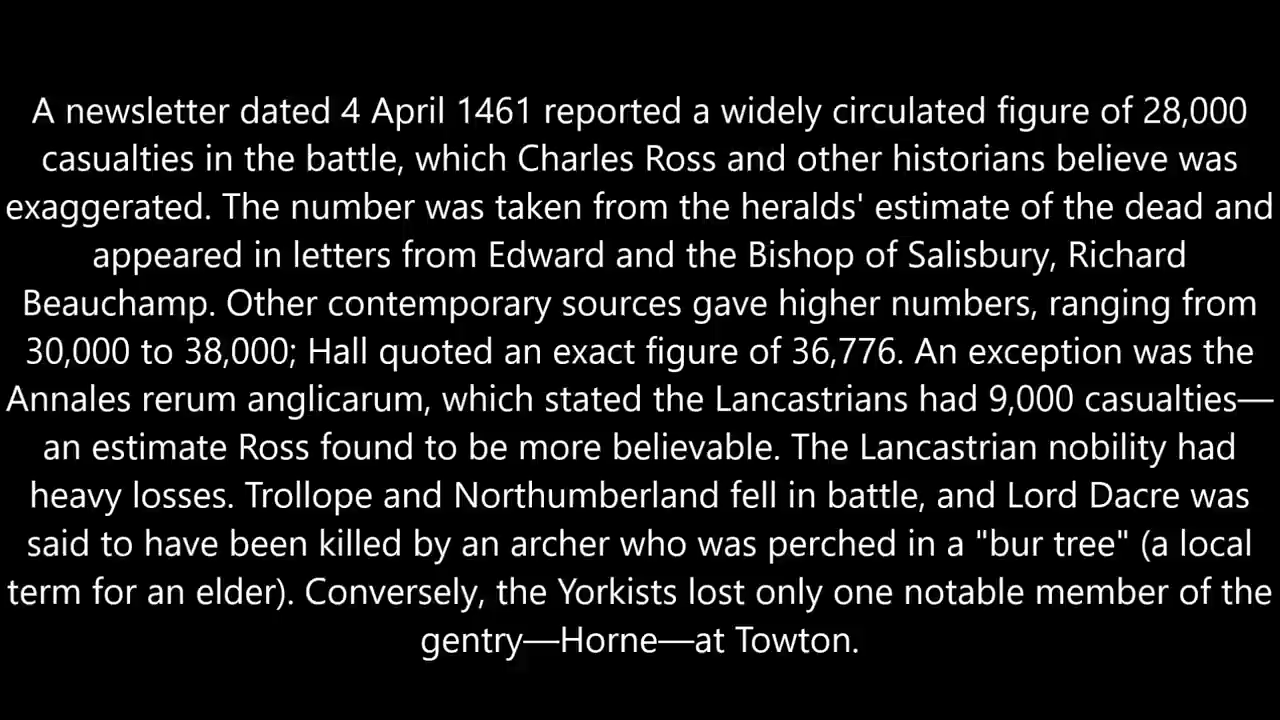 A newsletter dated 4 April 1461 reported a widely circulated figure of 28,000
casualties in the battle, which Charles Ross and other historians believe was
exaggerated. The number was taken from the heralds' estimate of the dead and
appeared in letters from Edward and the Bishop of Salisbury, Richard
Beauchamp. Other contemporary sources gave higher numbers, ranging from
30,000 to 38,000; Hall quoted an exact figure of 36,776. An exception was the
Annales rerum anglicarum, which stated the Lancastrians had 9,000 casualties—
an estimate Ross found to be more believable. The Lancastrian nobility had
heavy losses. Trollope and Northumberland fell in battle, and Lord Dacre was
said to have been killed by an archer who was perched in a "bur tree" (a local
term for an elder). Conversely, the Yorkists lost only one notable member of the
gentry—Horne—at Towton.